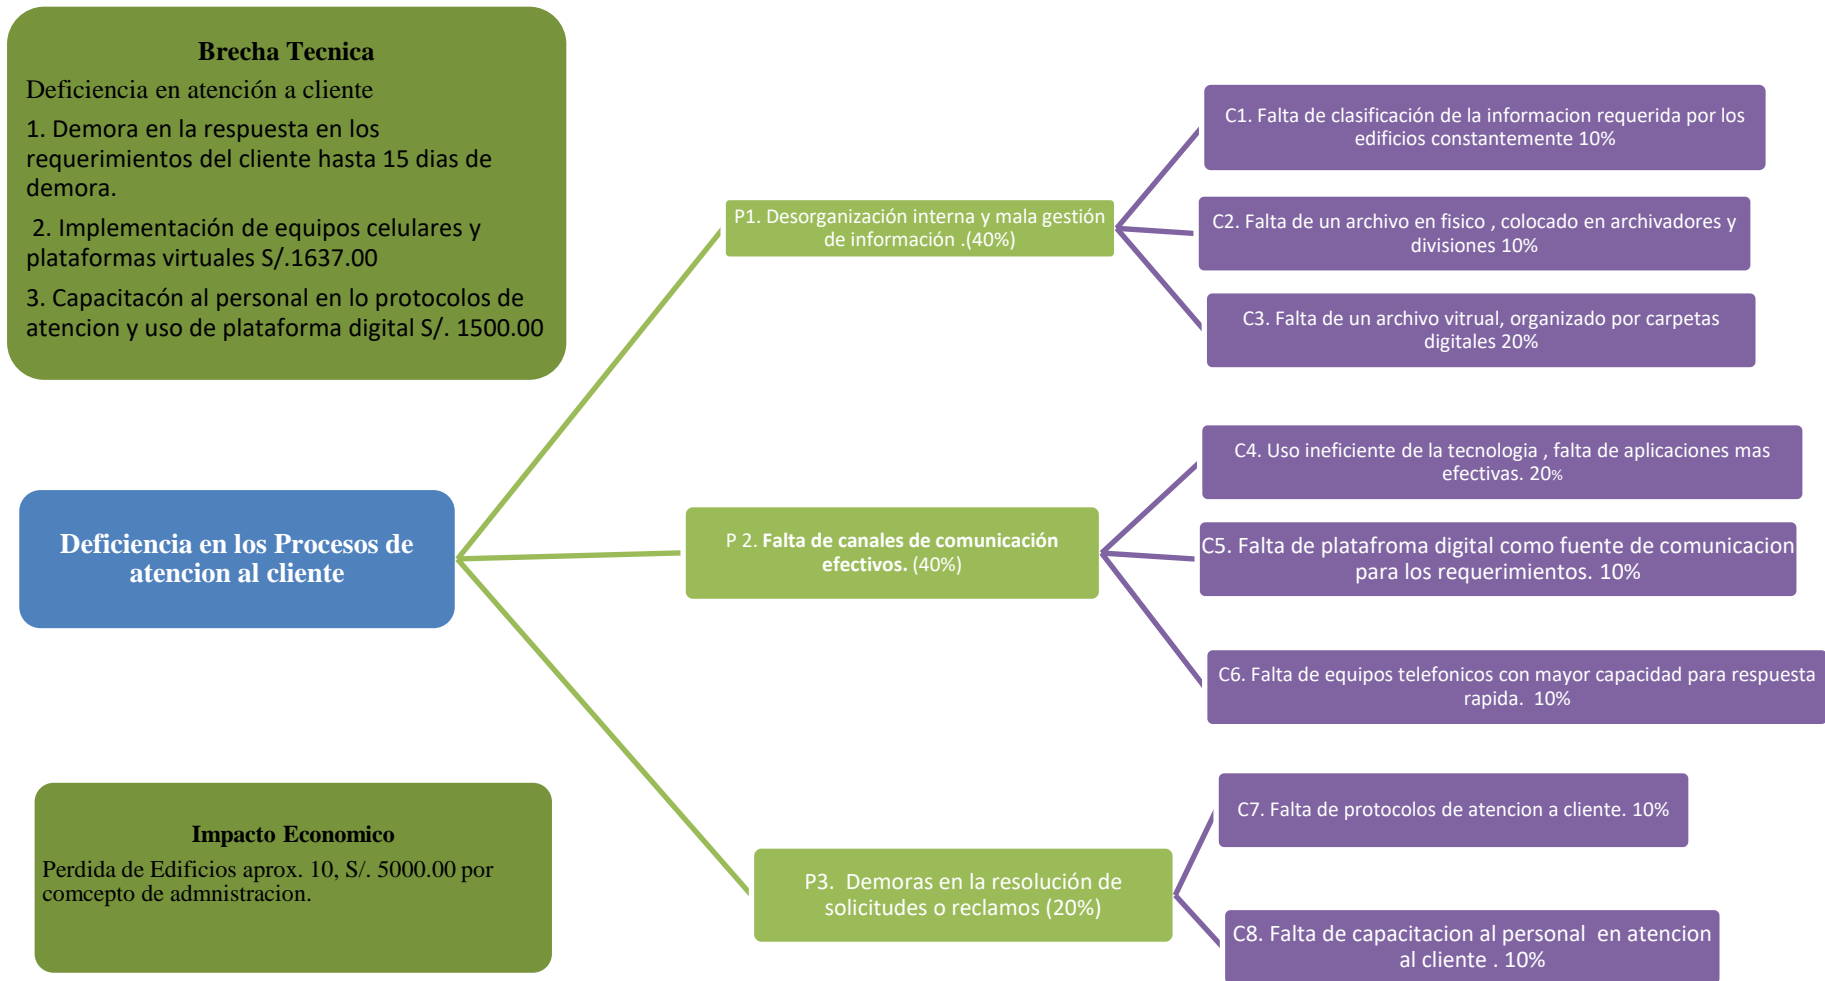 Brecha Tecnica
Deficiencia en atención a cliente
1. Demora en la respuesta en los
requerimientos del cliente hasta 15 dias de
demora.
2. Implementación de equipos celulares y
plataformas virtuales S/.1637.00
3. Capacitacón al personal en lo protocolos de
atencion y uso de plataforma digital S/. 1500.00
Deficiencia en los Procesos de
atencion al cliente
Impacto Economico
Perdida de Edificios aprox. 10, S/. 5000.00 por
comcepto de admnistracion.
P1. Desorganización interna y mala gestión
de información .(40%)
P 2. Falta de canales de comunicación
efectivos. (40%)
P3. Demoras en la resolución de
solicitudes o reclamos (20%)
C1. Falta de clasificación de la informacion requerida por los
edificios constantemente 10%
C2. Falta de un archivo en fisico , colocado en archivadores y
divisiones 10%
C3. Falta de un archivo vitrual, organizado por carpetas
digitales 20%
C4. Uso ineficiente de la tecnologia , falta de aplicaciones mas
efectivas. 20%
C5. Falta de platafroma digital como fuente de comunicacion
para los requerimientos. 10%
C6. Falta de equipos telefonicos con mayor capacidad para respuesta
rapida. 10%
C7. Falta de protocolos de atencion a cliente. 10%
C8. Falta de capacitacion al personal en atencion
al cliente . 10%